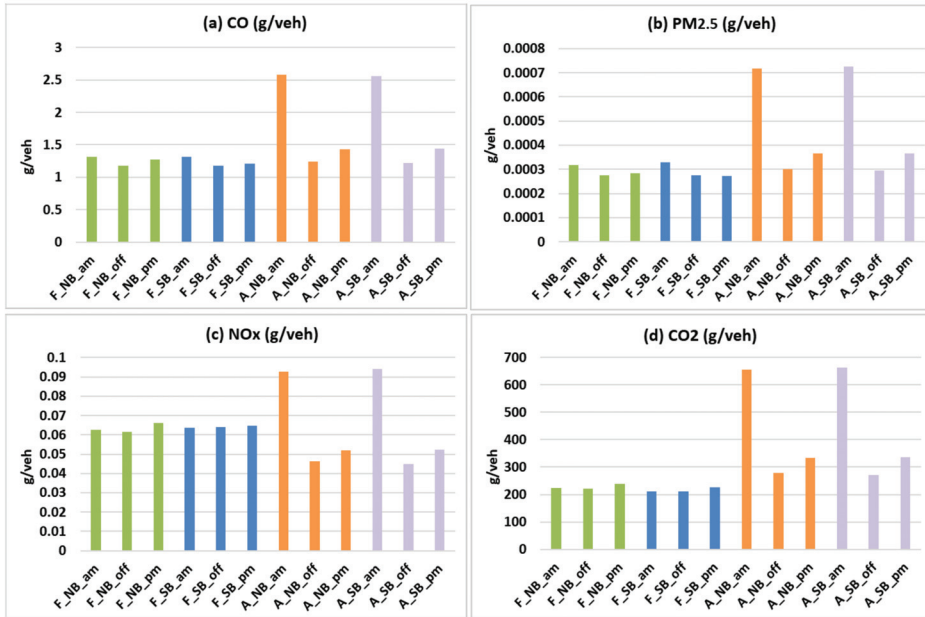 (a) CO (g/veh)
3
2.5
2
1.5
1
0.5
0
g/veh
F_NB_am
F_NB_off
F_NB_pm
F_SB_am
F_SB_off
F_SB_pm
A_NB_am
A_NB_off
A_NB_pm
A_SB_am
A_SB_off
A_SB_pm
(b) PM2.5 (g/veh)
0.0008
0.0007
0.0006
0.0005
0.0004
0.0003
0.0002
0.0001
0
g/veh
F_NB_am
F_NB_off
F_NB_pm
F_SB_am
F_SB_off
F_SB_pm
A_NB_am
A_NB_off
A_NB_pm
A_SB_am
A_SB_off
A_SB_pm
(c) NOx (g/veh)
0.1
0.09
0.08
0.07
0.06
0.05
0.04
0.03
0.02
0.01
0
g/veh
F_NB_am
F_NB_off
F_NB_pm
F_SB_am
F_SB_off
F_SB_pm
A_NB_am
A_NB_off
A_NB_pm
A_SB_am
A_SB_off
A_SB_pm
(d) CO2 (g/veh)
700
600
500
400
300
200
100
0
g/veh
F_NB_am
F_NB_off
F_NB_pm
F_SB_am
F_SB_off
F_SB_pm
A_NB_am
A_NB_off
A_NB_pm
A_SB_am
A_SB_off
A_SB_pm